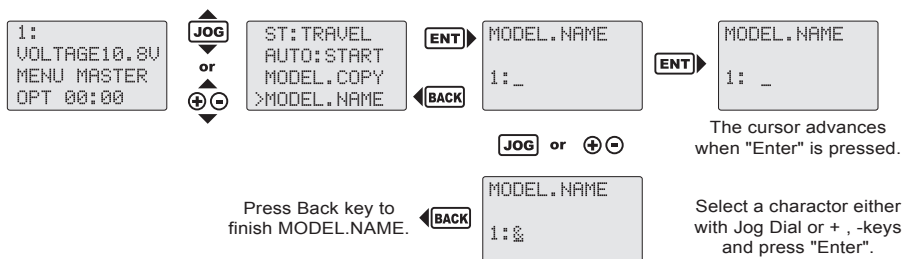 1:
VOLTAGE10.8V
MENU MASTER
OPT 00:00
JOG
or
ST:TRAVEL
AUTO:START
MODEL.COPY
>MODEL.NAME
ENT
BACK
MODEL.NAME
1:_
ENT
MODEL.NAME
1: _
The cursor advances
when "Enter" is pressed.
JOG or
Press Back key to
finish MODEL.NAME.
BACK
MODEL.NAME
1:&
Select a charactor either
with Jog Dial or + , -keys
and press "Enter".